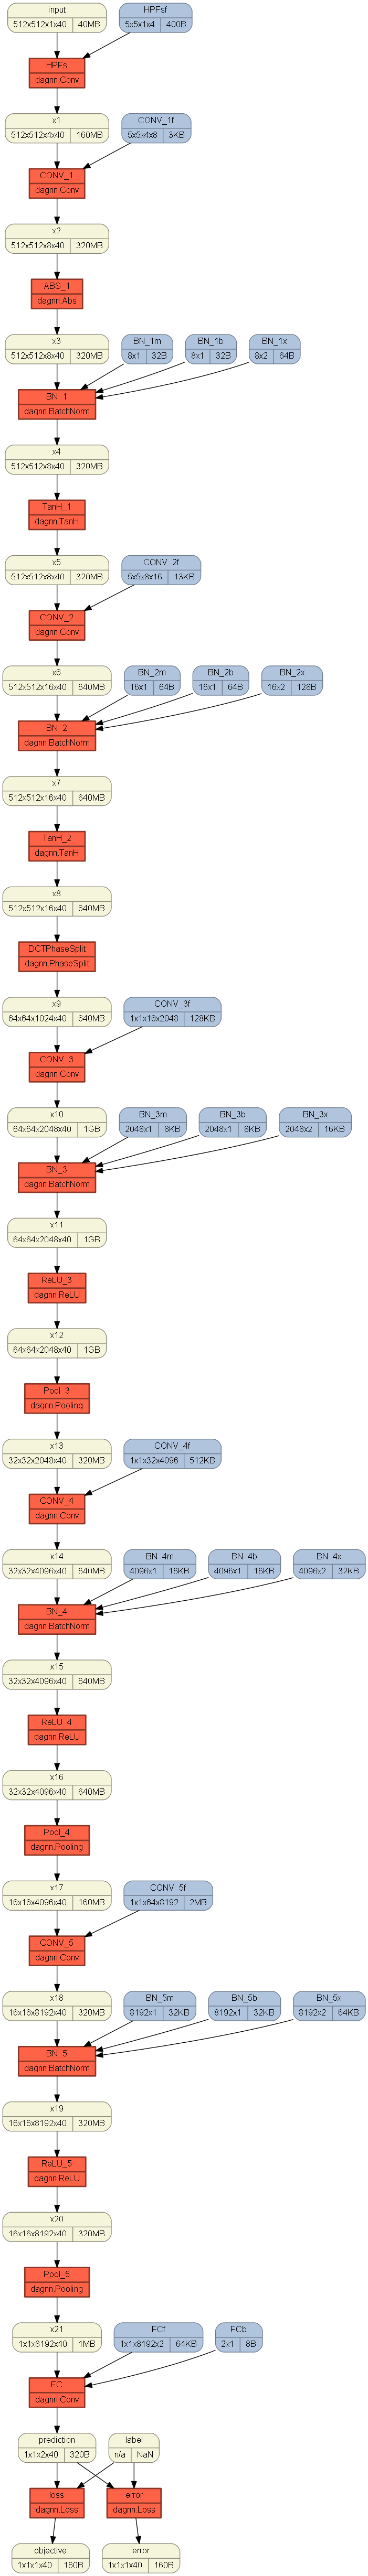 input HPFsf
512x512x1x40 40MB 5x5x1x4 400B
HPFs
dagnn.Conv
x1 CONV_1f
512x512x4x40 160MB 5x5x4x8 3KB
CONV_1
dagnn.Conv
x2
512x512x8x40 320MB
ABS_1
dagnn.Abs
x3 BN_1m BN_1b BN_1x
512x512x8x40 320MB 8x1 32B 8x1 32B 8x2 64B
BN_1
dagnn.BatchNorm
x4
512x512x8x40 320MB
TanH_1
dagnn.TanH
x5 CONV_2f
512x512x8x40 320MB 5x5x8x16 13KB
CONV_2
dagnn.Conv
x6 BN_2m BN_2b BN_2x
512x512x16x40 640MB 16x1 64B 16x1 64B 16x2 128B
BN_2
dagnn.BatchNorm
x7
512x512x16x40 640MB
TanH_2
dagnn.TanH
x8
512x512x16x40 640MB
DCTPhaseSplit
dagnn.PhaseSplit
x9 CONV_3f
64x64x1024x40 640MB 1x1x16x2048 128KB
CONV_3
dagnn.Conv
x10 BN_3m BN_3b BN_3x
64x64x2048x40 1GB 2048x1 8KB 2048x1 8KB 2048x2 16KB
BN_3
dagnn.BatchNorm
x11
64x64x2048x40 1GB
ReLU_3
dagnn.ReLU
x12
64x64x2048x40 1GB
Pool_3
dagnn.Pooling
x13 CONV_4f
32x32x2048x40 320MB 1x1x32x4096 512KB
CONV_4
dagnn.Conv
x14 BN_4m BN_4b BN_4x
32x32x4096x40 640MB 4096x1 16KB 4096x1 16KB 4096x2 32KB
BN_4
dagnn.BatchNorm
x15
32x32x4096x40 640MB
ReLU_4
dagnn.ReLU
x16
32x32x4096x40 640MB
Pool_4
dagnn.Pooling
x17 CONV_5f
16x16x4096x40 160MB 1x1x64x8192 2MB
CONV_5
dagnn.Conv
x18 BN_5m BN_5b BN_5x
16x16x8192x40 320MB 8192x1 32KB 8192x1 32KB 8192x2 64KB
BN_5
dagnn.BatchNorm
x19
16x16x8192x40 320MB
ReLU_5
dagnn.ReLU
x20
16x16x8192x40 320MB
Pool_5
dagnn.Pooling
x21 FCf FCb
1x1x8192x40 1MB 1x1x8192x2 64KB 2x1 8B
FC
dagnn.Conv
prediction label
1x1x2x40 320B n/a NaN
loss error
dagnn.Loss dagnn.Loss
objective error
1x1x1x40 160B 1x1x1x40 160B